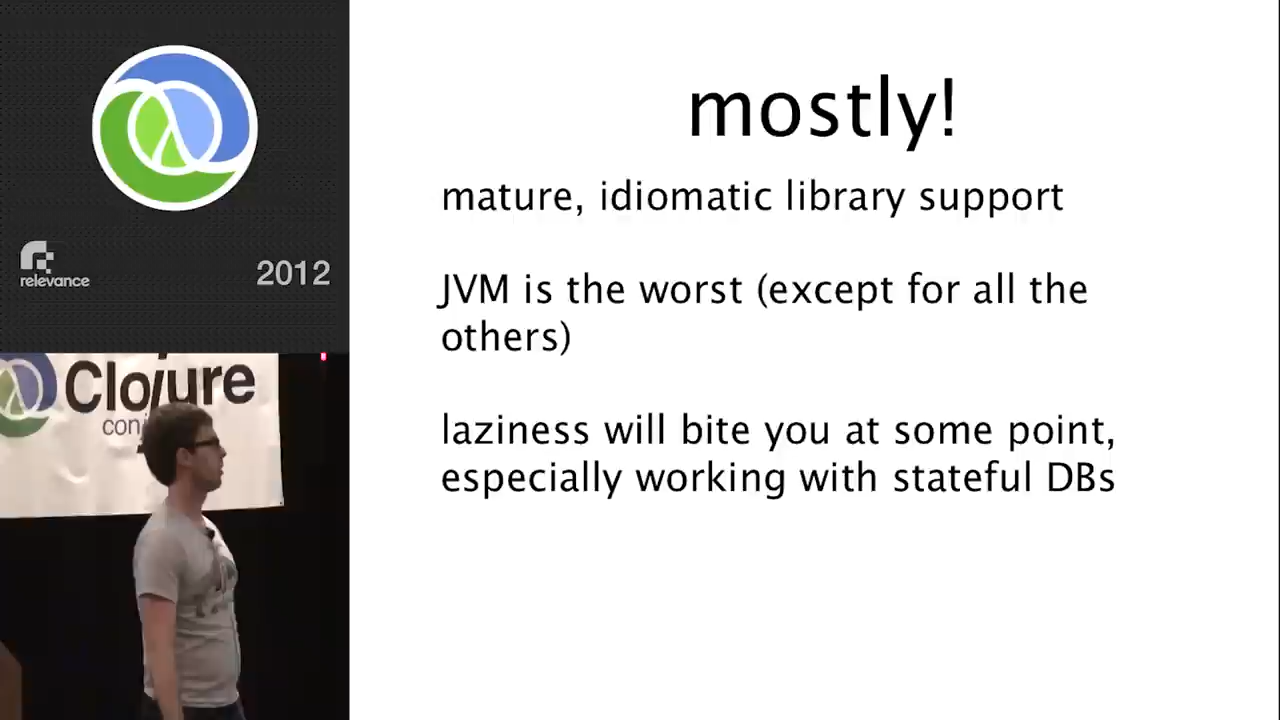 relevance
2012
Clojure
conj
mostly!
mature, idiomatic library support
JVM is the worst (except for all the
others)
laziness will bite you at some point,
especially working with stateful DBs